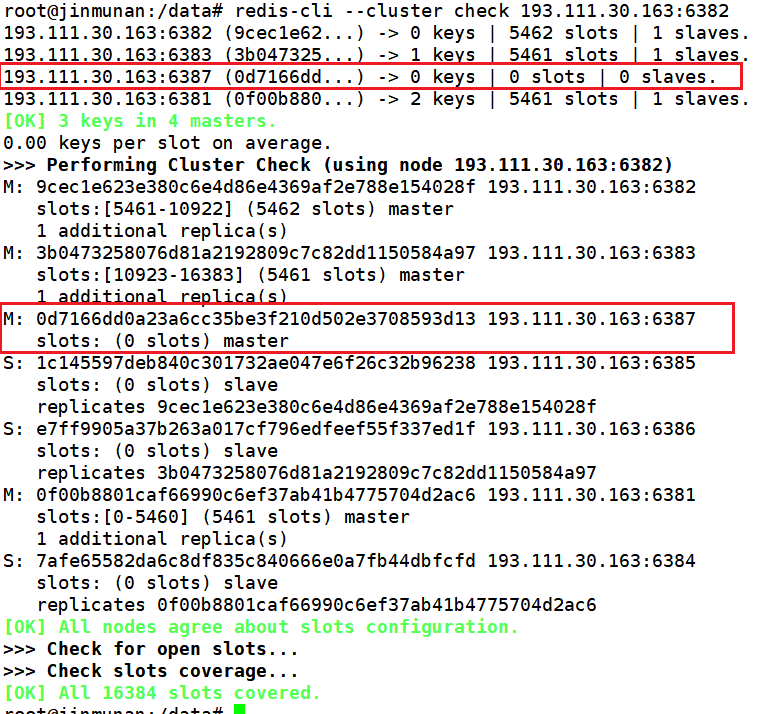 root@jinmunan:/data# redis-cli --cluster check 193.111.30.163:6382
193.111.30.163:6382 (9cec1e62...) -> 0 keys | 5462 slots | 1 slaves.
193.111.30.163:6383 (3b047325...) -> 1 keys | 5461 slots | 1 slaves.
193.111.30.163:6387 (0d7166dd...) -> 0 keys | 0 slots | 0 slaves.
193.111.30.163:6381 (0f00b880...) -> 2 keys | 5461 slots | 1 slaves.
[OK] 3 keys in 4 masters.
0.00 keys per slot on average.
>>> Performing Cluster Check (using node 193.111.30.163:6382)
M: 9cec1e623e380c6e4d86e4369af2e788e154028f 193.111.30.163:6382
   slots:[5461-10922] (5462 slots) master
   1 additional replica(s)
M: 3b0473258076d81a2192809c7c82dd1150584a97 193.111.30.163:6383
   slots:[10923-16383] (5461 slots) master
   1 additional replica(s)
M: 0d7166dd0a23a6cc35be3f210d502e3708593d13 193.111.30.163:6387
   slots: (0 slots) master
S: 1c145597deb840c301732ae047e6f26c32b96238 193.111.30.163:6385
   slots: (0 slots) slave
   replicates 9cec1e623e380c6e4d86e4369af2e788e154028f
S: e7ff9905a37b263a017cf796edfeef55f337ed1f 193.111.30.163:6386
   slots: (0 slots) slave
   replicates 3b0473258076d81a2192809c7c82dd1150584a97
M: 0f00b8801caf66990c6ef37ab41b4775704d2ac6 193.111.30.163:6381
   slots:[0-5460] (5461 slots) master
   1 additional replica(s)
S: 7afe65582da6c8df835c840666e0a7fb44dbfcfd 193.111.30.163:6384
   slots: (0 slots) slave
   replicates 0f00b8801caf66990c6ef37ab41b4775704d2ac6
[OK] All nodes agree about slots configuration.
>>> Check for open slots...
>>> Check slots coverage...
[OK] All 16384 slots covered.
root@jinmunan:/data#